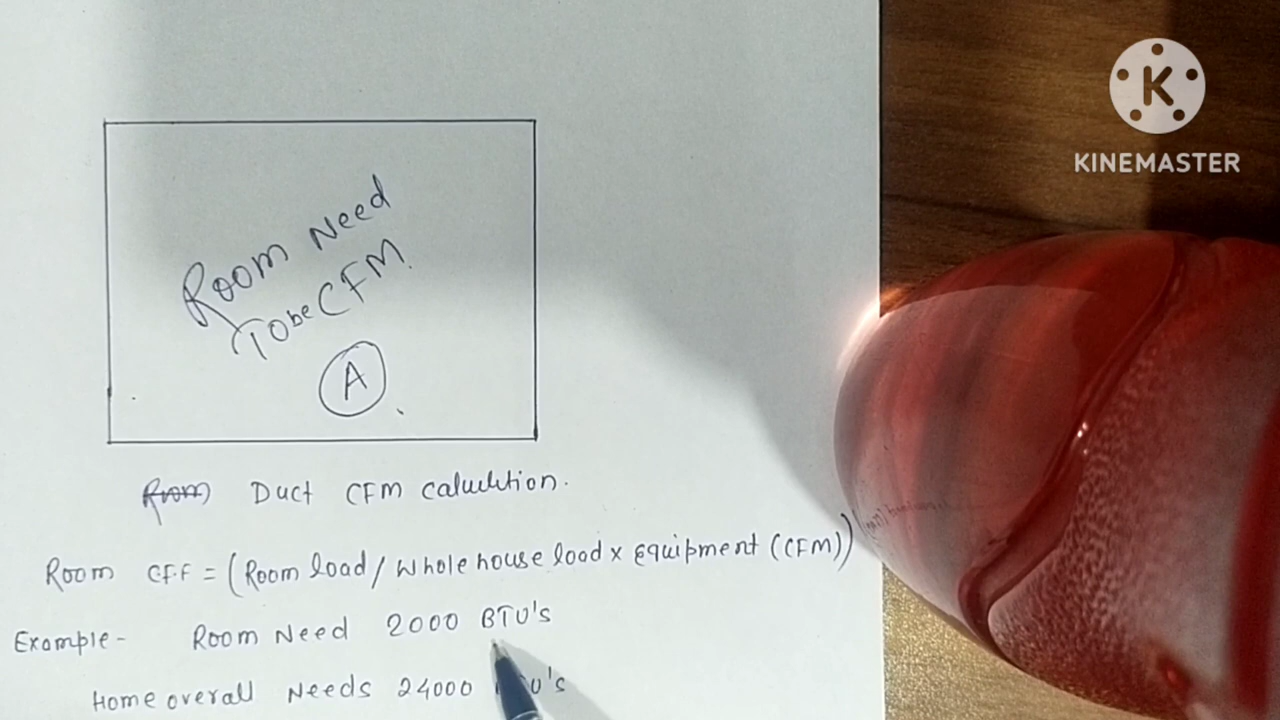 Room Need
To be CFM.
A
Room Duct CFM Calculation.
Room CFF = (Room load / Whole house load x Equipment (CFM))
Example - Room Need 2000 BTU's
Home overall Needs 24000
K
KINEMASTER